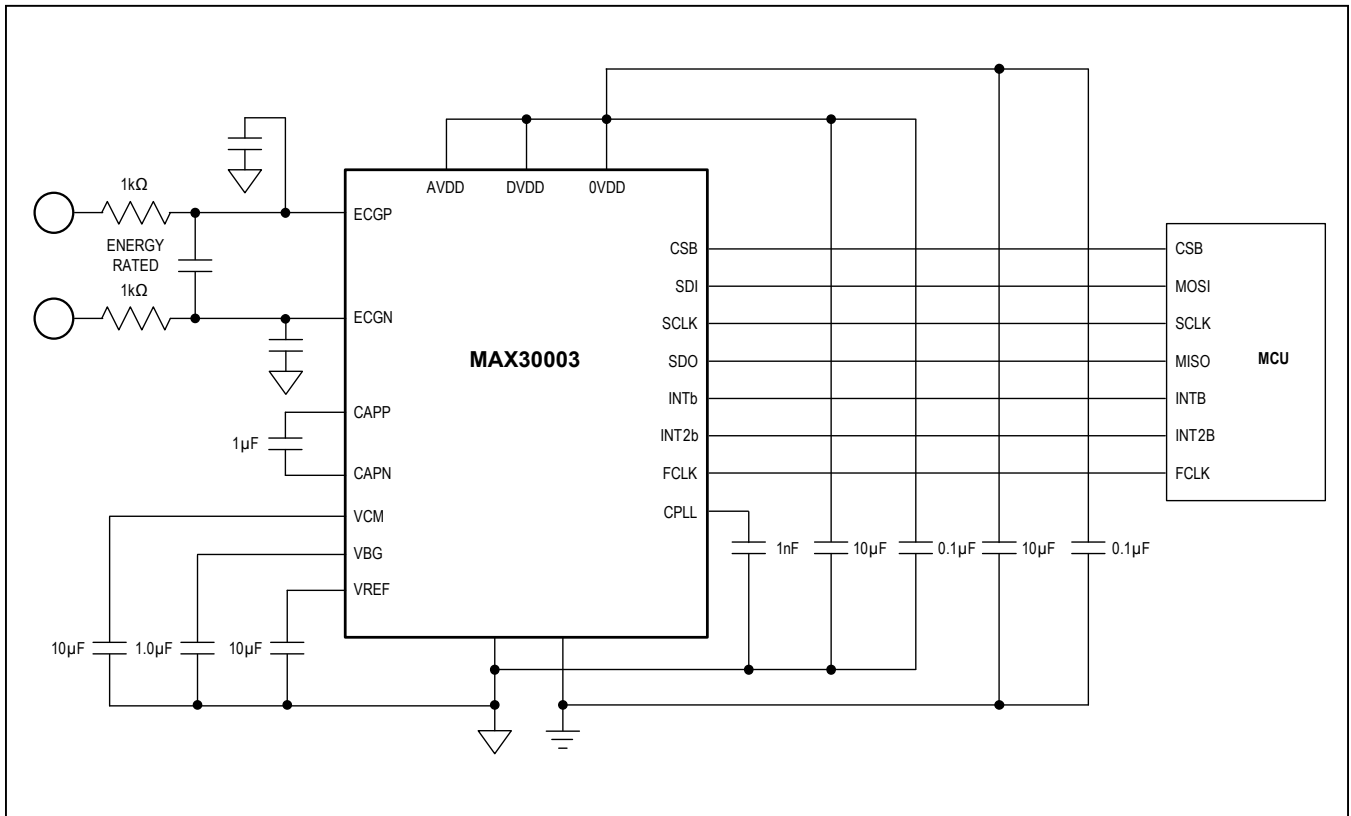 AVDD
DVDD
0VDD
1kΩ
ECGP
ENERGY
RATED
1kΩ
ECGN
MAX30003
CAPP
1µF
CAPN
VCM
VBG
VREF
10µF
1.0µF
10µF
CSB
SDI
SCLK
SDO
INTb
INT2b
FCLK
CPLL
1nF
10µF
0.1µF
10µF
0.1µF
CSB
MOSI
SCLK
MISO
INTB
INT2B
FCLK
MCU